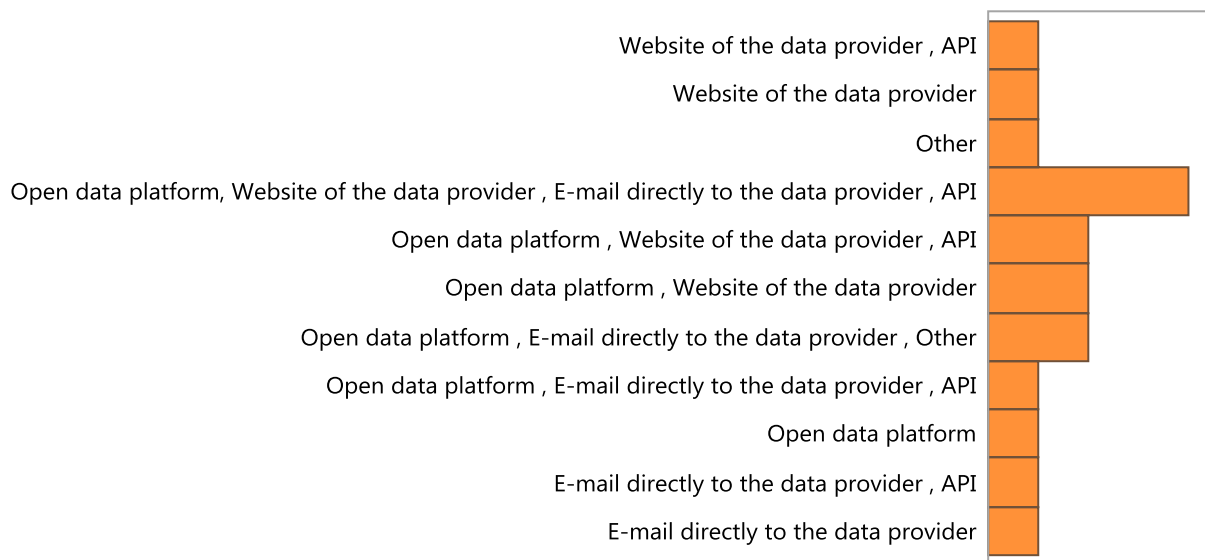 Website of the data provider , API
Website of the data provider
Other
Open data platform, Website of the data provider , E-mail directly to the data provider , API
Open data platform , Website of the data provider , API
Open data platform , Website of the data provider
Open data platform , E-mail directly to the data provider , Other
Open data platform , E-mail directly to the data provider , API
Open data platform
E-mail directly to the data provider , API
E-mail directly to the data provider